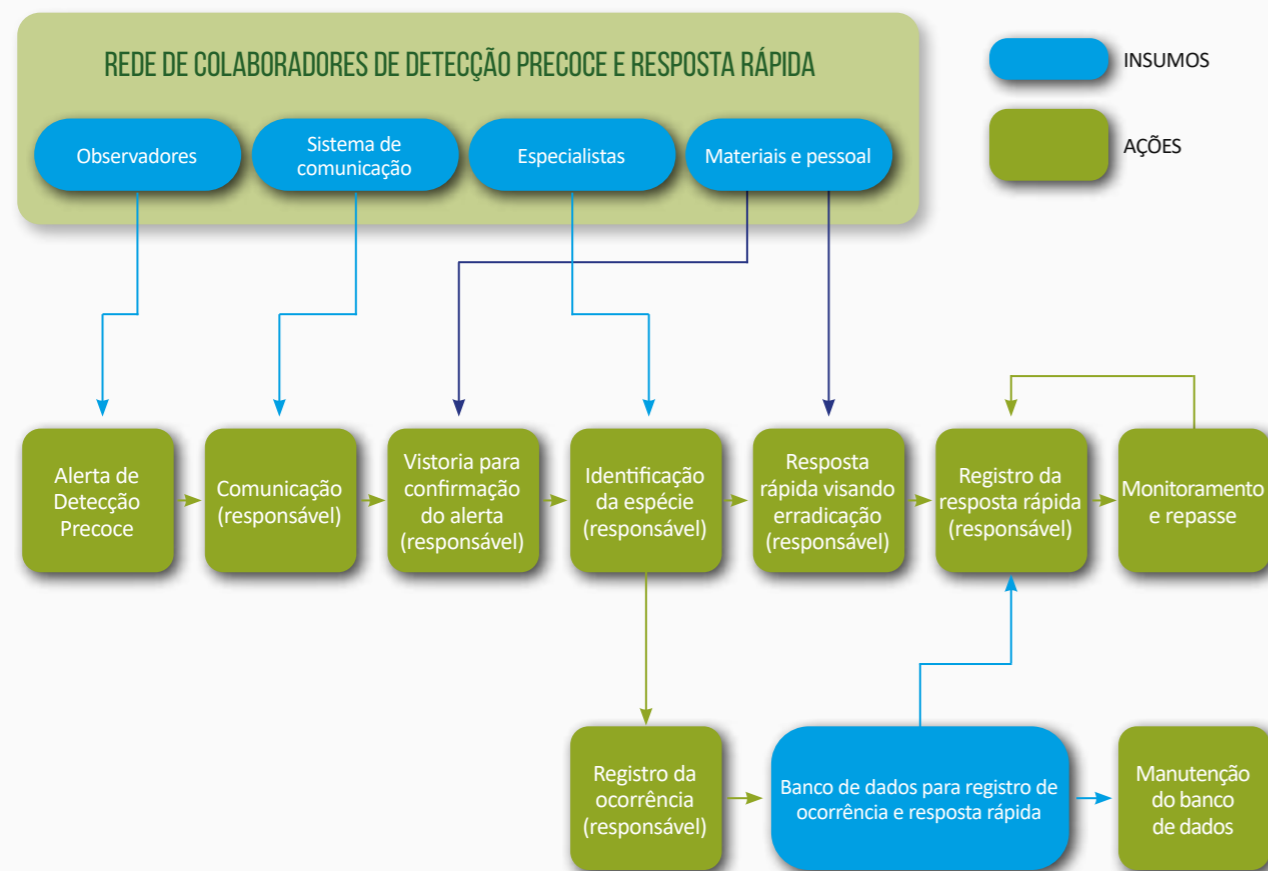 REDE DE COLABORADORES DE DETECÇÃO PRECOCE E RESPOSTA RÁPIDA
INSUMOS
AÇÕES
Observadores
Sistema de
comunicação
Especialistas
Materiais e pessoal
Alerta de
Detecção
Precoce
Comunicação
(responsável)
Vistoria para
confirmação
do alerta
(responsável)
Identificação
da espécie
(responsável)
Resposta
rápida visando
erradicação
(responsável)
Registro da
resposta rápida
(responsável)
Monitoramento
e repasse
Registro da
ocorrência
(responsável)
Banco de dados para registro de
ocorrência e resposta rápida
Manutenção
do banco
de dados